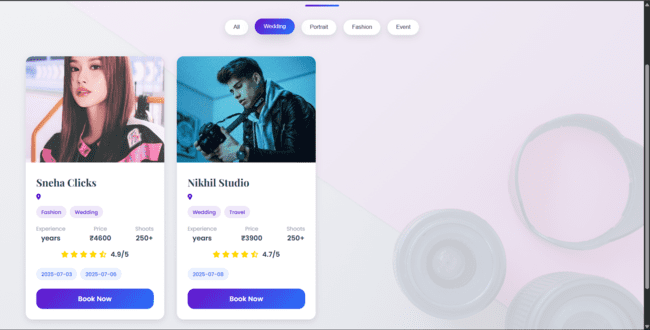 All Wedding Portrait Fashion Event
Sneha Clicks
Fashion Wedding
Experience Price Shoots
years ₹4600 250+
4.9/5
2025-07-03 2025-07-06
Book Now
Nikhil Studio
Wedding Travel
Experience Price Shoots
years ₹3900 250+
4.7/5
2025-07-03
Book Now